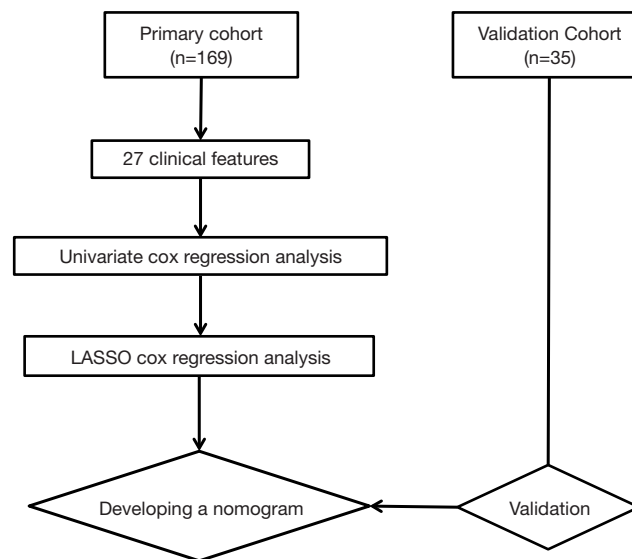 Primary cohort
(n=169)
Validation Cohort
(n=35)
27 clinical features
Univariate cox regression analysis
LASSO cox regression analysis
Developing a nomogram
Validation